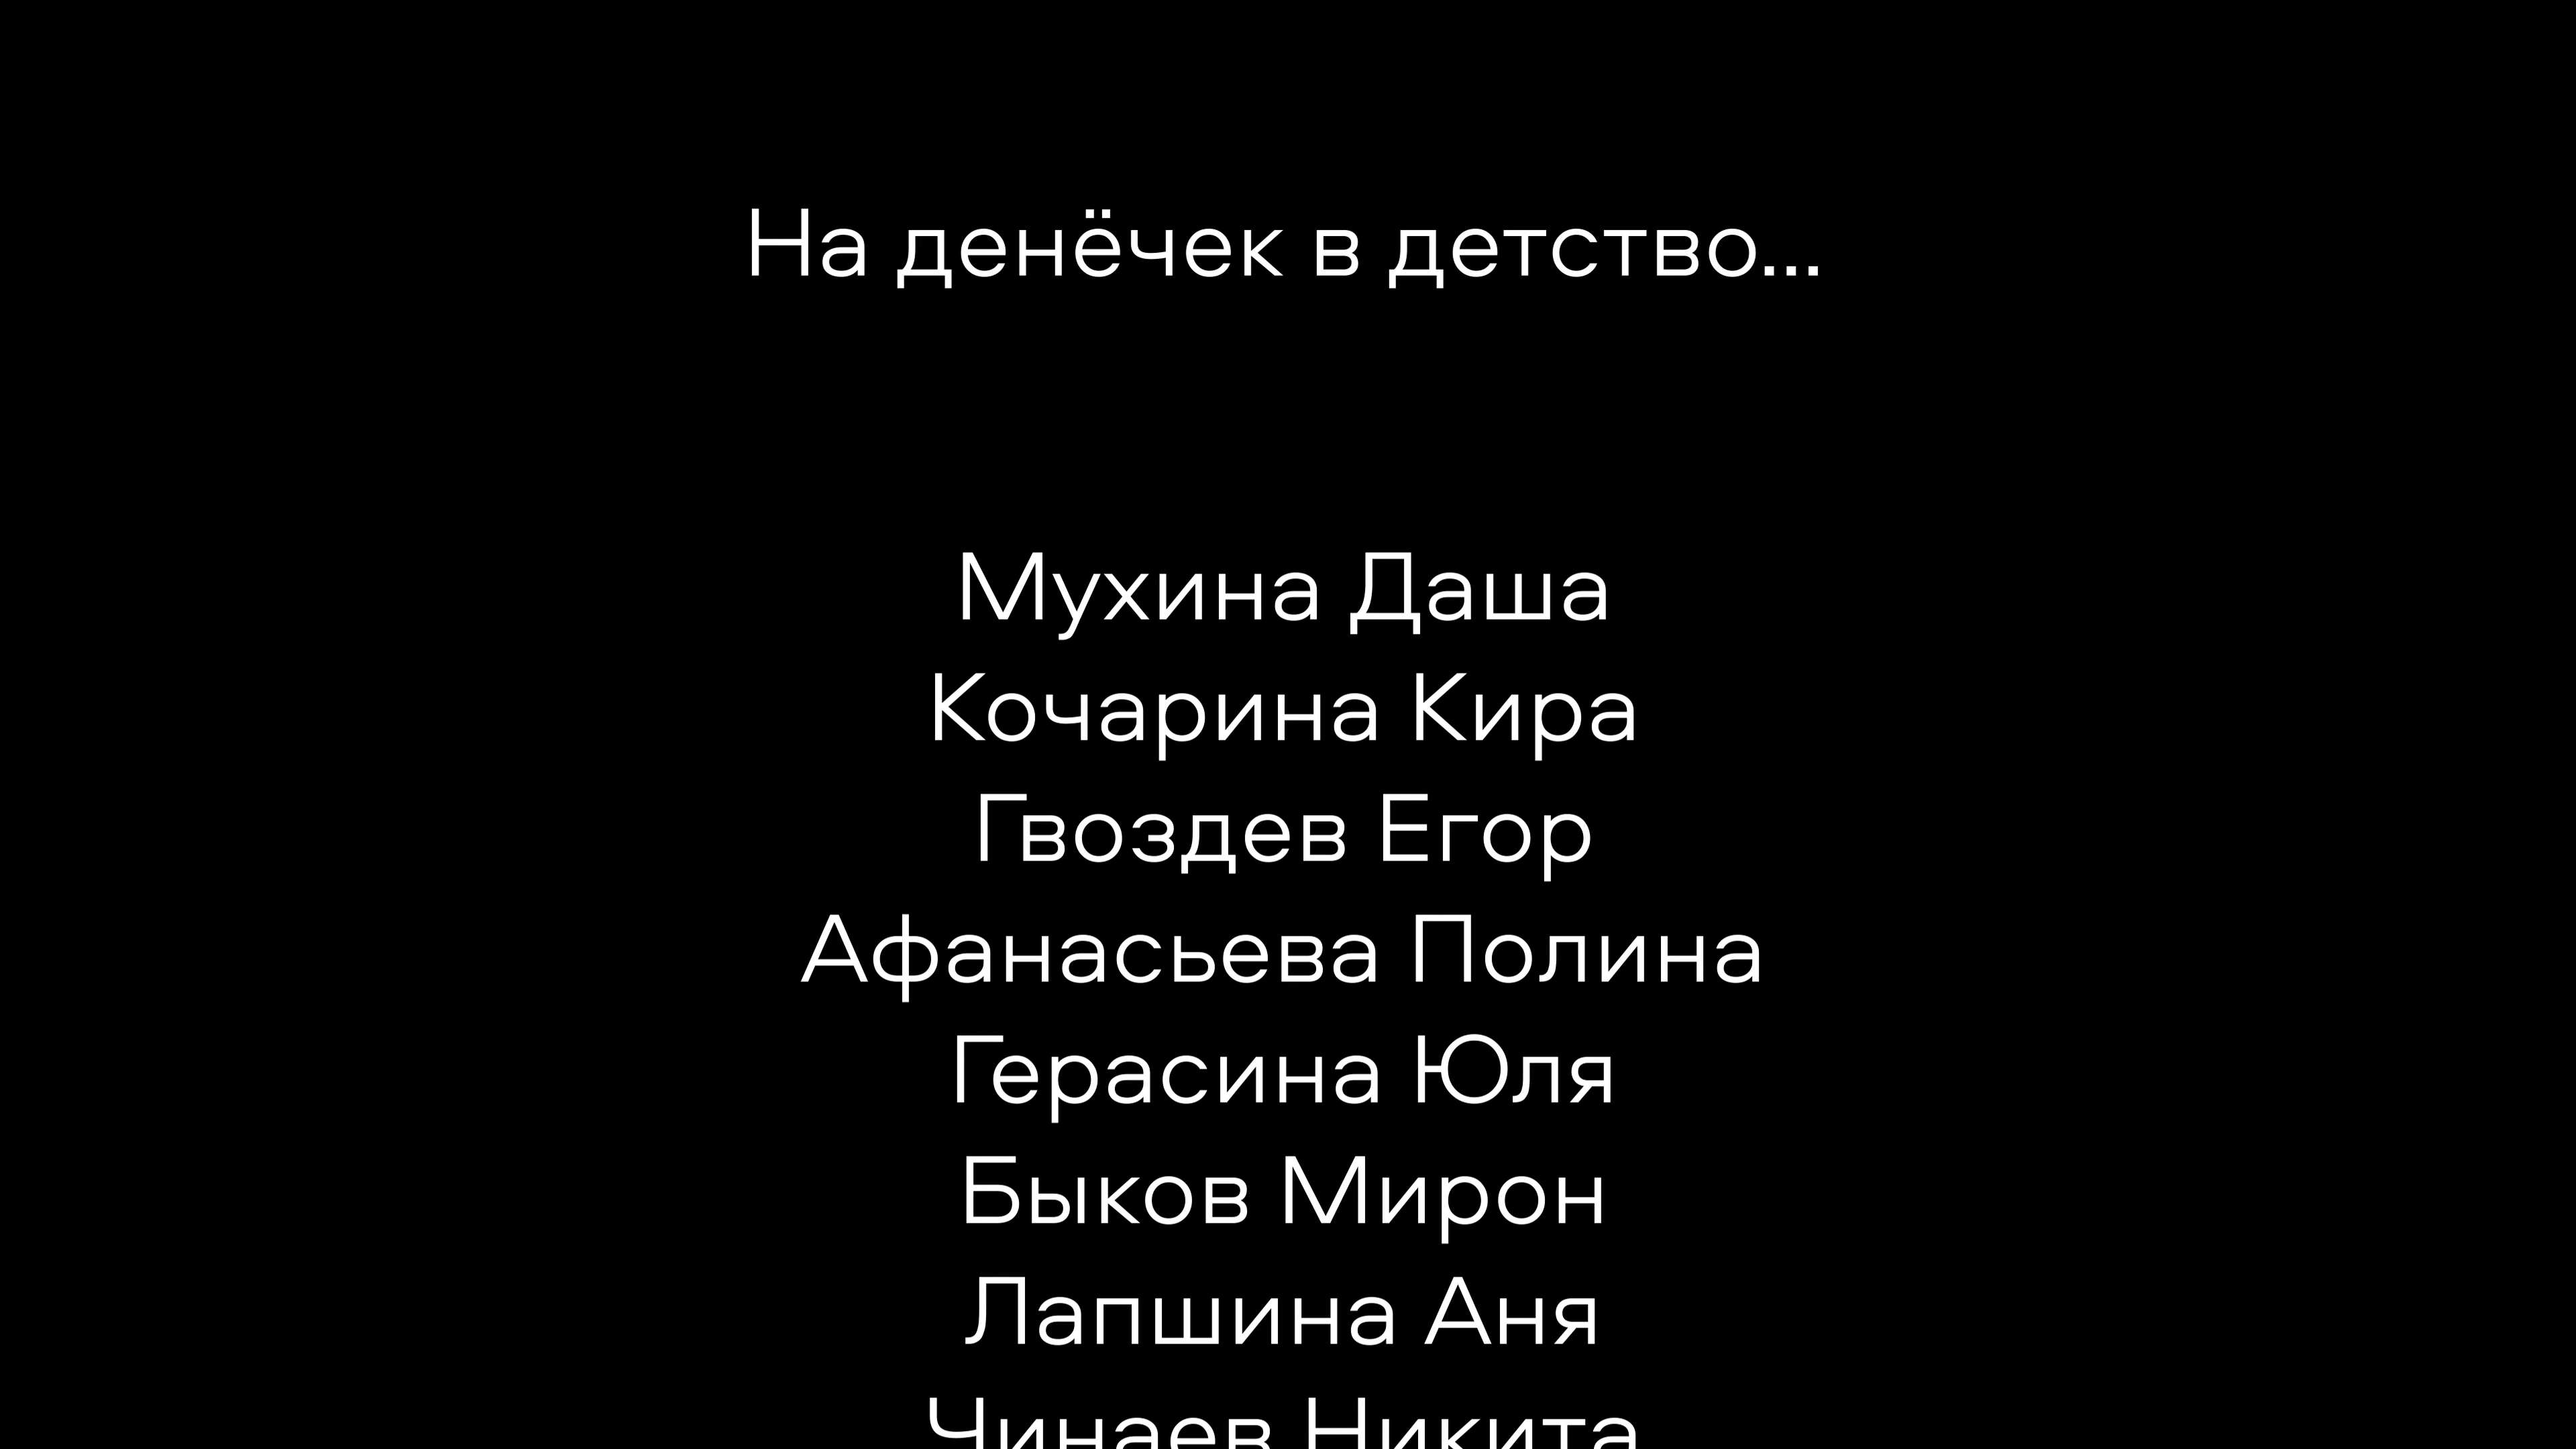 На денёчек в детство...
Мухина Даша
Кочарина Кира
Гвоздев Егор
Афанасьева Полина
Герасина Юля
Быков Мирон
Лапшина Аня
Чинаев Никита